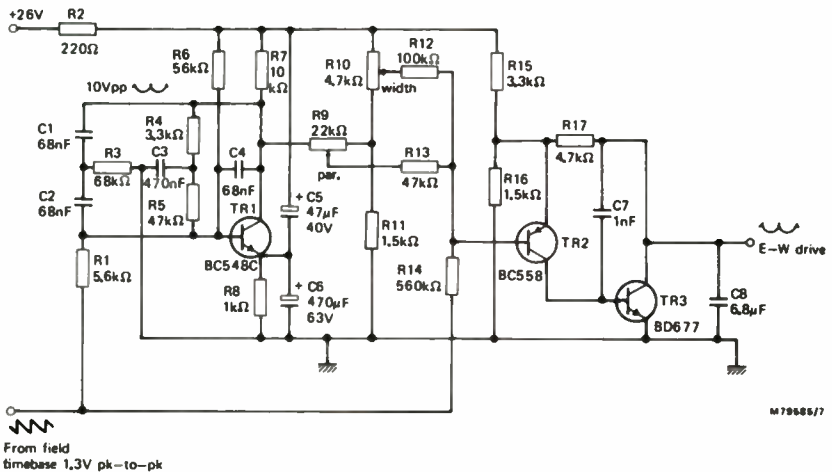 +26V
R2
220Ω
R6
56kΩ
R7
10
kΩ
R10
4.7kΩ
width
R12
100kΩ
R15
3.3kΩ
10Vpp
R4
3.3kΩ
R9
22kΩ
par.
R17
4.7kΩ
C1
68nF
R3
68kΩ
C3
470nF
C4
68nF
R13
47kΩ
C2
68nF
R5
47kΩ
TR1
BC548C
+ C5
47μF
40V
R16
1.5kΩ
C7
1nF
R1
5.6kΩ
R11
1.5kΩ
TR2
BC558
E-W drive
R8
1kΩ
+ C6
470μF
63V
R14
560kΩ
TR3
BD677
C8
6.8μF
M79585/7
From field
timebase 1.3V pk-to-pk